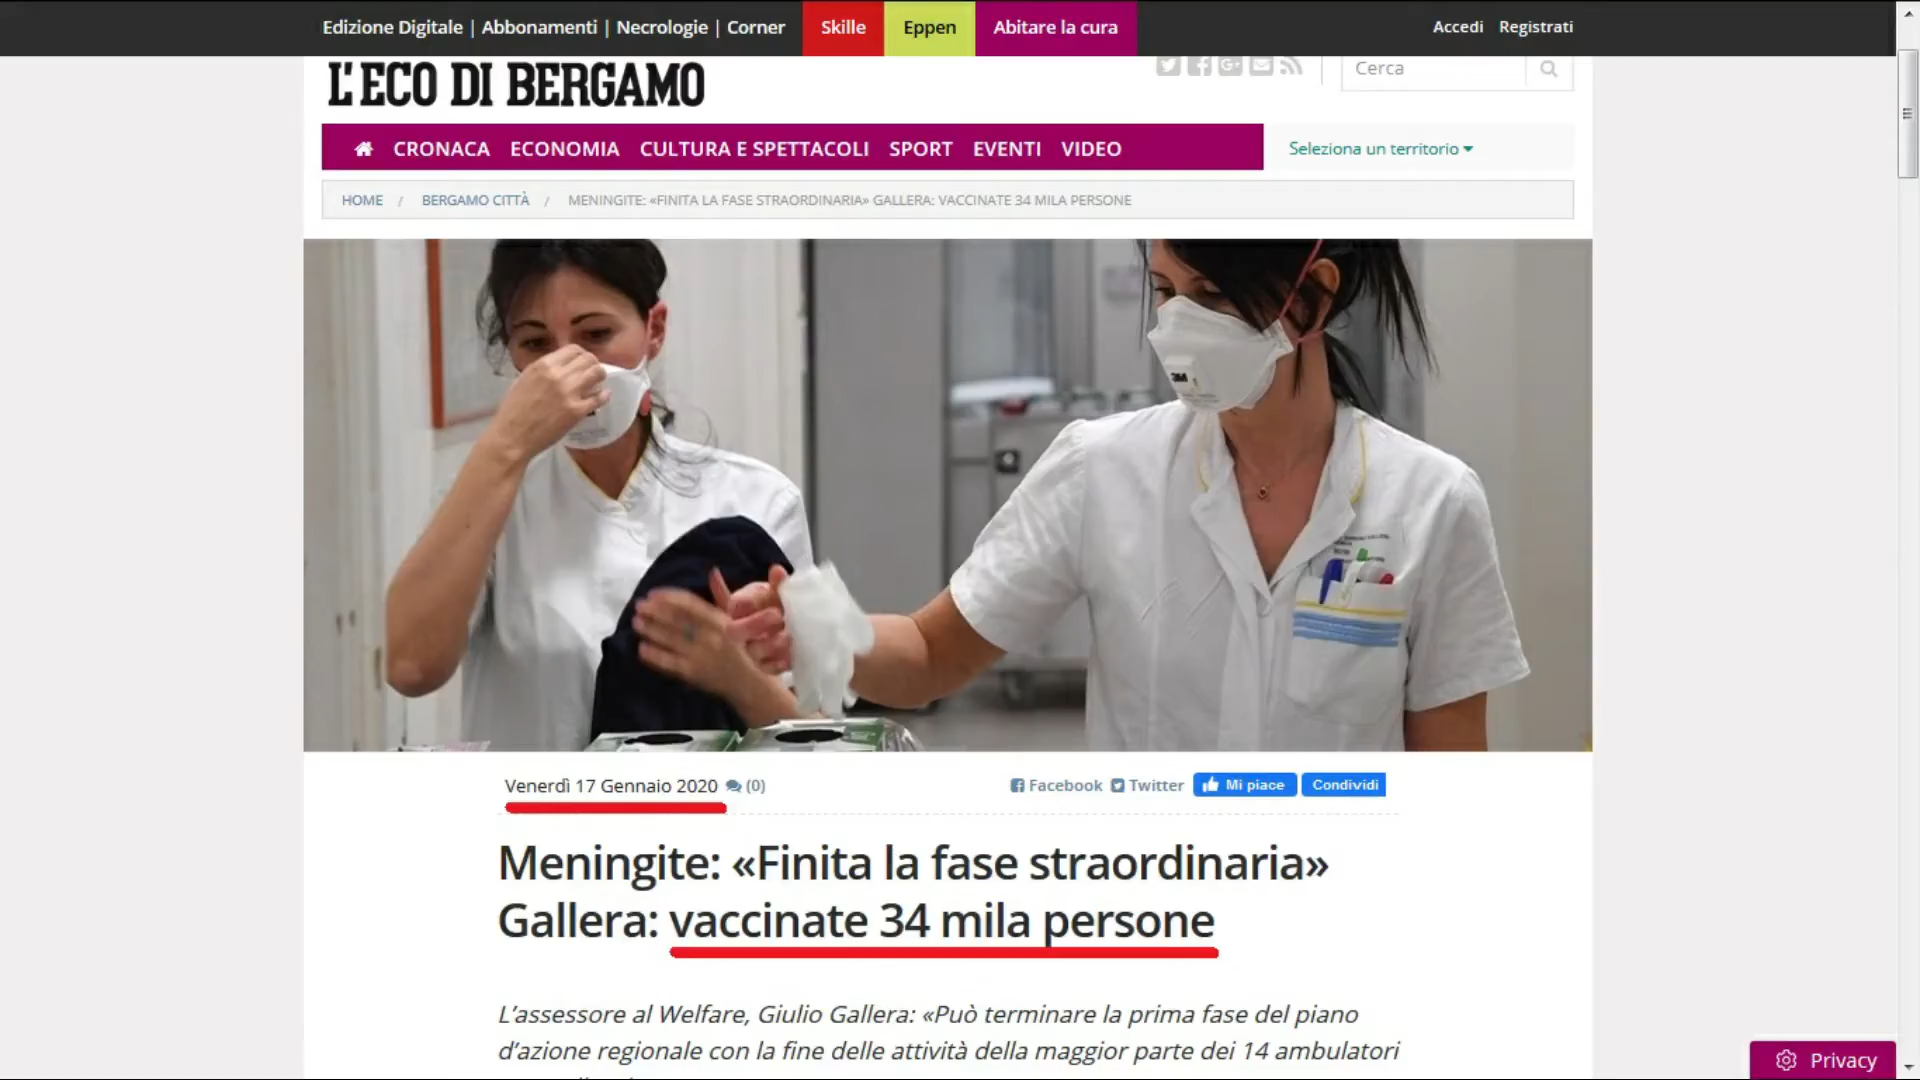 Edizione Digitale | Abbonamenti | Necrologie | Corner Skille Eppen Abitare la cura Accedi Registrati
L'ECO DI BERGAMO Cerca
CRONACA ECONOMIA CULTURA E SPETTACOLI SPORT EVENTI VIDEO Seleziona un territorio
HOME / BERGAMO CITTÀ / MENINGITE: «FINITA LA FASE STRAORDINARIA» GALLERA: VACCINATE 34 MILA PERSONE
3M
Venerdì 17 Gennaio 2020 (0) Facebook Twitter Mi piace Condividi
Meningite: «Finita la fase straordinaria»
Gallera: vaccinate 34 mila persone
L'assessore al Welfare, Giulio Gallera: «Può terminare la prima fase del piano
d'azione regionale con la fine delle attività della maggior parte dei 14 ambulatori
Privacy